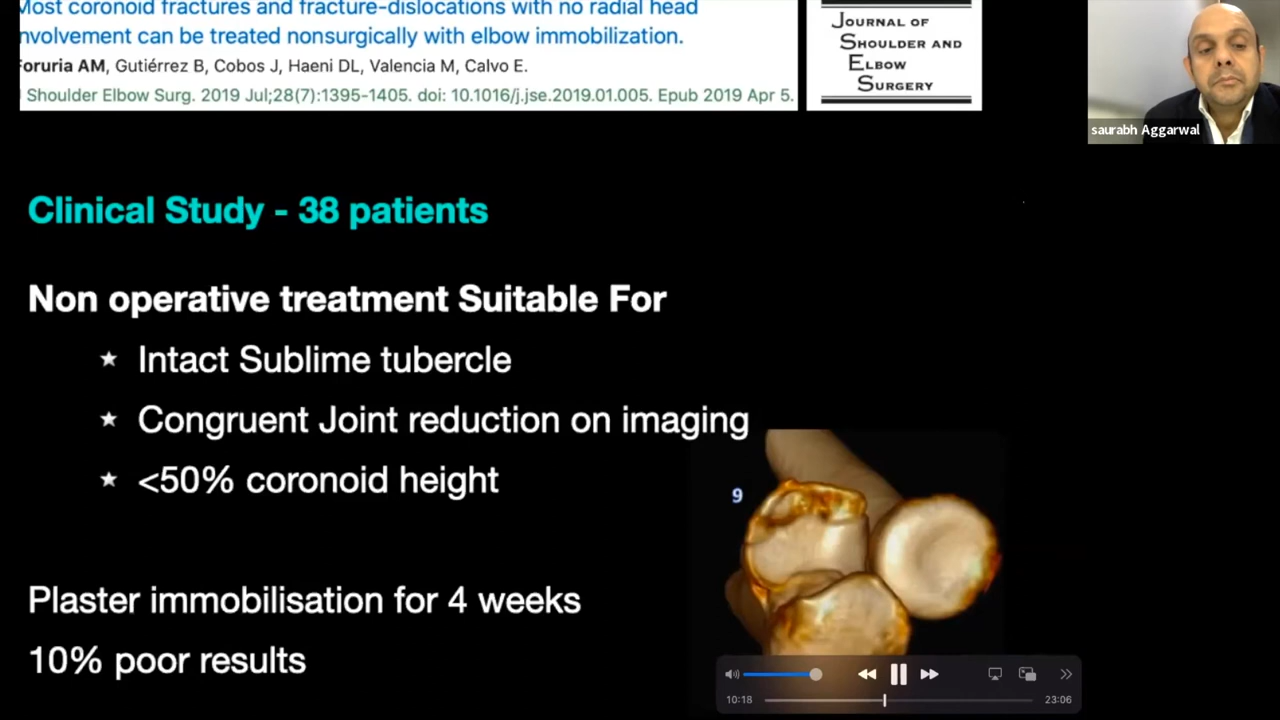 Most coronoid fractures and fracture-dislocations with no radial head
nvolvement can be treated nonsurgically with elbow immobilization.
Foruria AM, Gutiérrez B, Cobos J, Haeni DL, Valencia M, Calvo E.
Shoulder Elbow Surg. 2019 Jul;28(7):1395-1405. doi: 10.1016/j.jse.2019.01.005. Epub 2019 Apr 5.
JOURNAL OF
SHOULDER AND
ELBOW
SURGERY
saurabh Aggarwal
Clinical Study - 38 patients
Non operative treatment Suitable For
★ Intact Sublime tubercle
★ Congruent Joint reduction on imaging
★ <50% coronoid height
9
Plaster immobilisation for 4 weeks
10% poor results
10:18
23:06